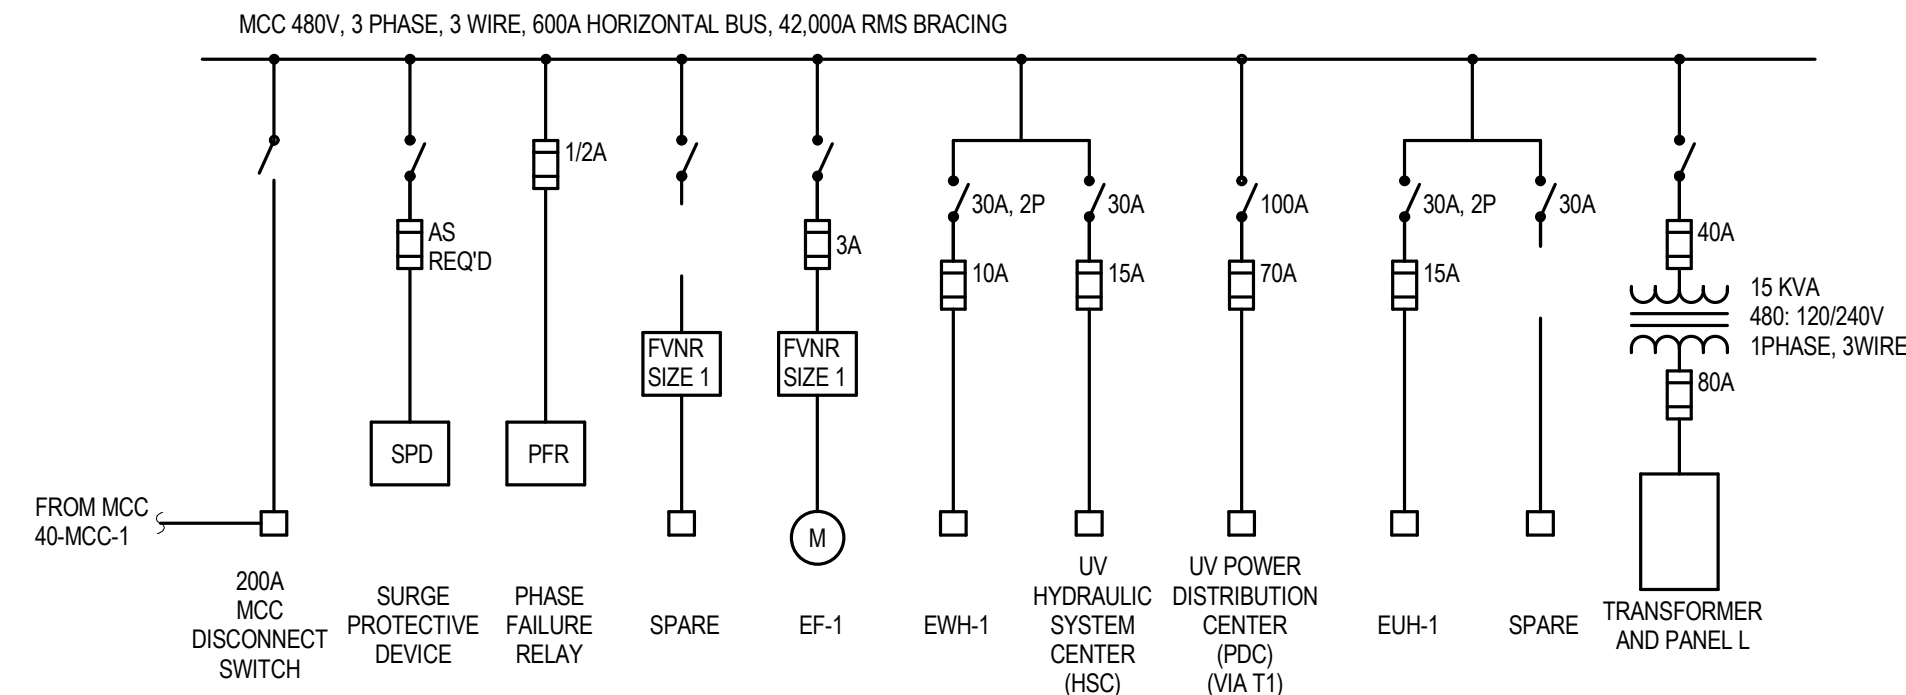 MCC 480V, 3 PHASE, 3 WIRE, 600A HORIZONTAL BUS, 42,000A RMS BRACING
1/2A
AS
REQ'D
3A
30A, 2P
30A
100A
30A, 2P
30A
10A
15A
70A
15A
40A
15 KVA
480: 120/240V
1PHASE, 3WIRE
80A
FVNR
SIZE 1
FVNR
SIZE 1
SPD
PFR
M
FROM MCC
40-MCC-1
200A
MCC
DISCONNECT
SWITCH
SURGE
PROTECTIVE
DEVICE
PHASE
FAILURE
RELAY
SPARE
EF-1
EWH-1
UV
HYDRAULIC
SYSTEM
CENTER
(HSC)
UV POWER
DISTRIBUTION
CENTER
(PDC)
(VIA T1)
EUH-1
SPARE
TRANSFORMER
AND PANEL L